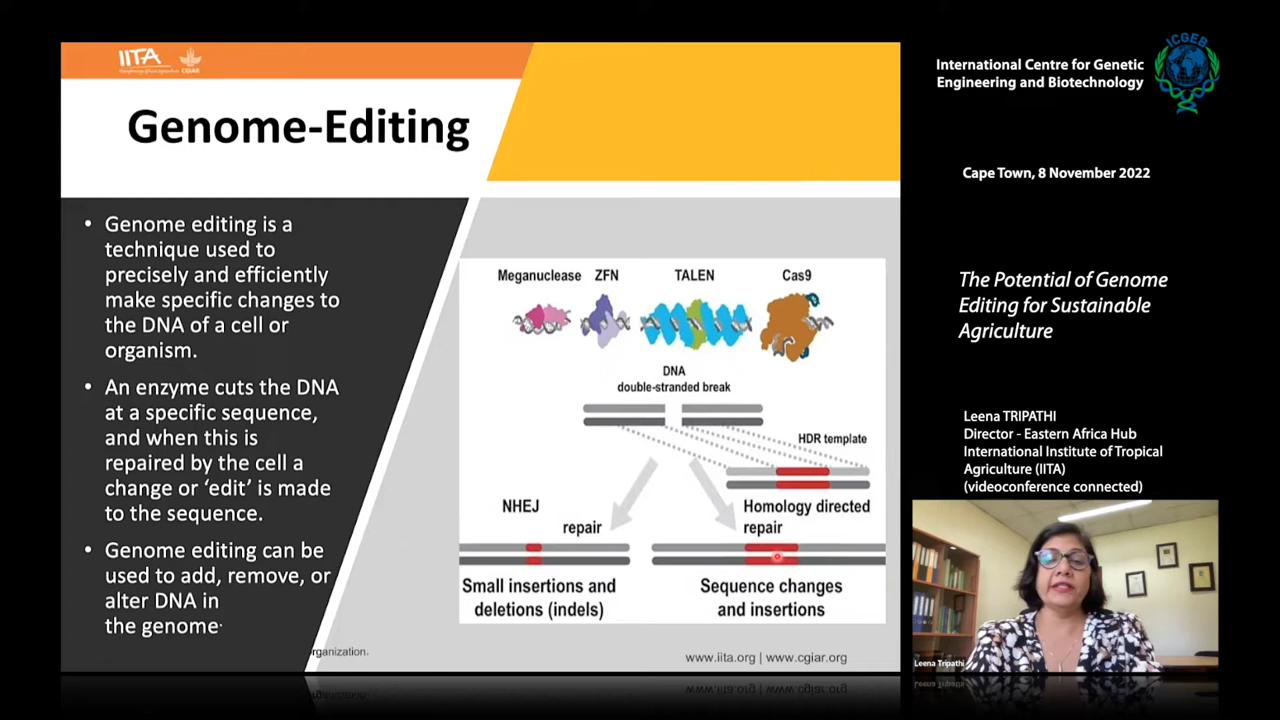 IITA
CGIAR
Genome-Editing
• Genome editing is a
technique used to
precisely and efficiently
make specific changes to
the DNA of a cell or
organism.
• An enzyme cuts the DNA
at a specific sequence,
and when this is
repaired by the cell a
change or ‘edit’ is made
to the sequence.
• Genome editing can be
used to add, remove, or
alter DNA in
the genome.
Meganuclease ZFN TALEN Cas9
DNA
double-stranded break
HDR template
NHEJ
repair
Homology directed
repair
Small insertions and
deletions (indels)
Sequence changes
and insertions
organization.
www.iita.org | www.cgiar.org
International Centre for Genetic
Engineering and Biotechnology
ICGEB
Cape Town, 8 November 2022
The Potential of Genome
Editing for Sustainable
Agriculture
Leena TRIPATHI
Director - Eastern Africa Hub
International Institute of Tropical
Agriculture (IITA)
(videoconference connected)
Leena Tripathi